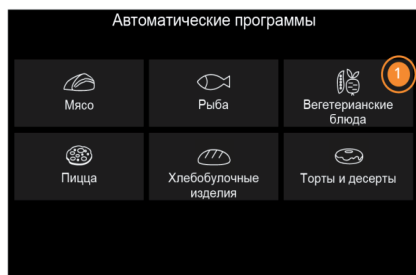 Автоматические программы
1
Мясо
Рыба
Вегетерианские
блюда
Пицца
Хлебобулочные
изделия
Торты и десерты